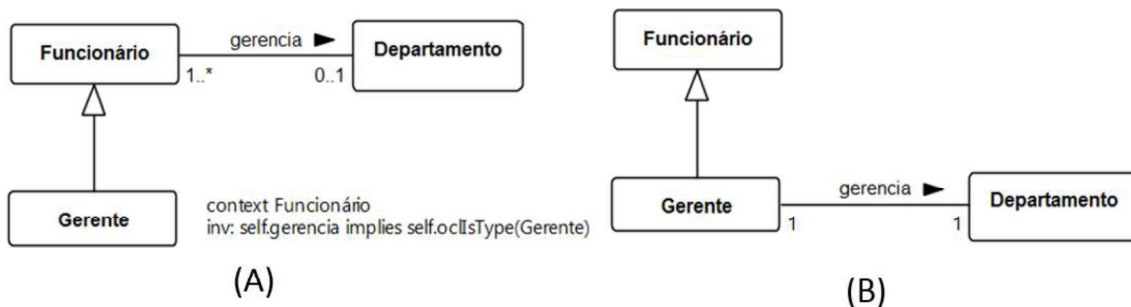 Funcionário
gerencia ►
Departamento
1..*
0..1
Gerente
context Funcionário
inv: self.gerencia implies self.oclIsType(Gerente)
(A)
Funcionário
Gerente
gerencia ►
Departamento
1
1
(B)